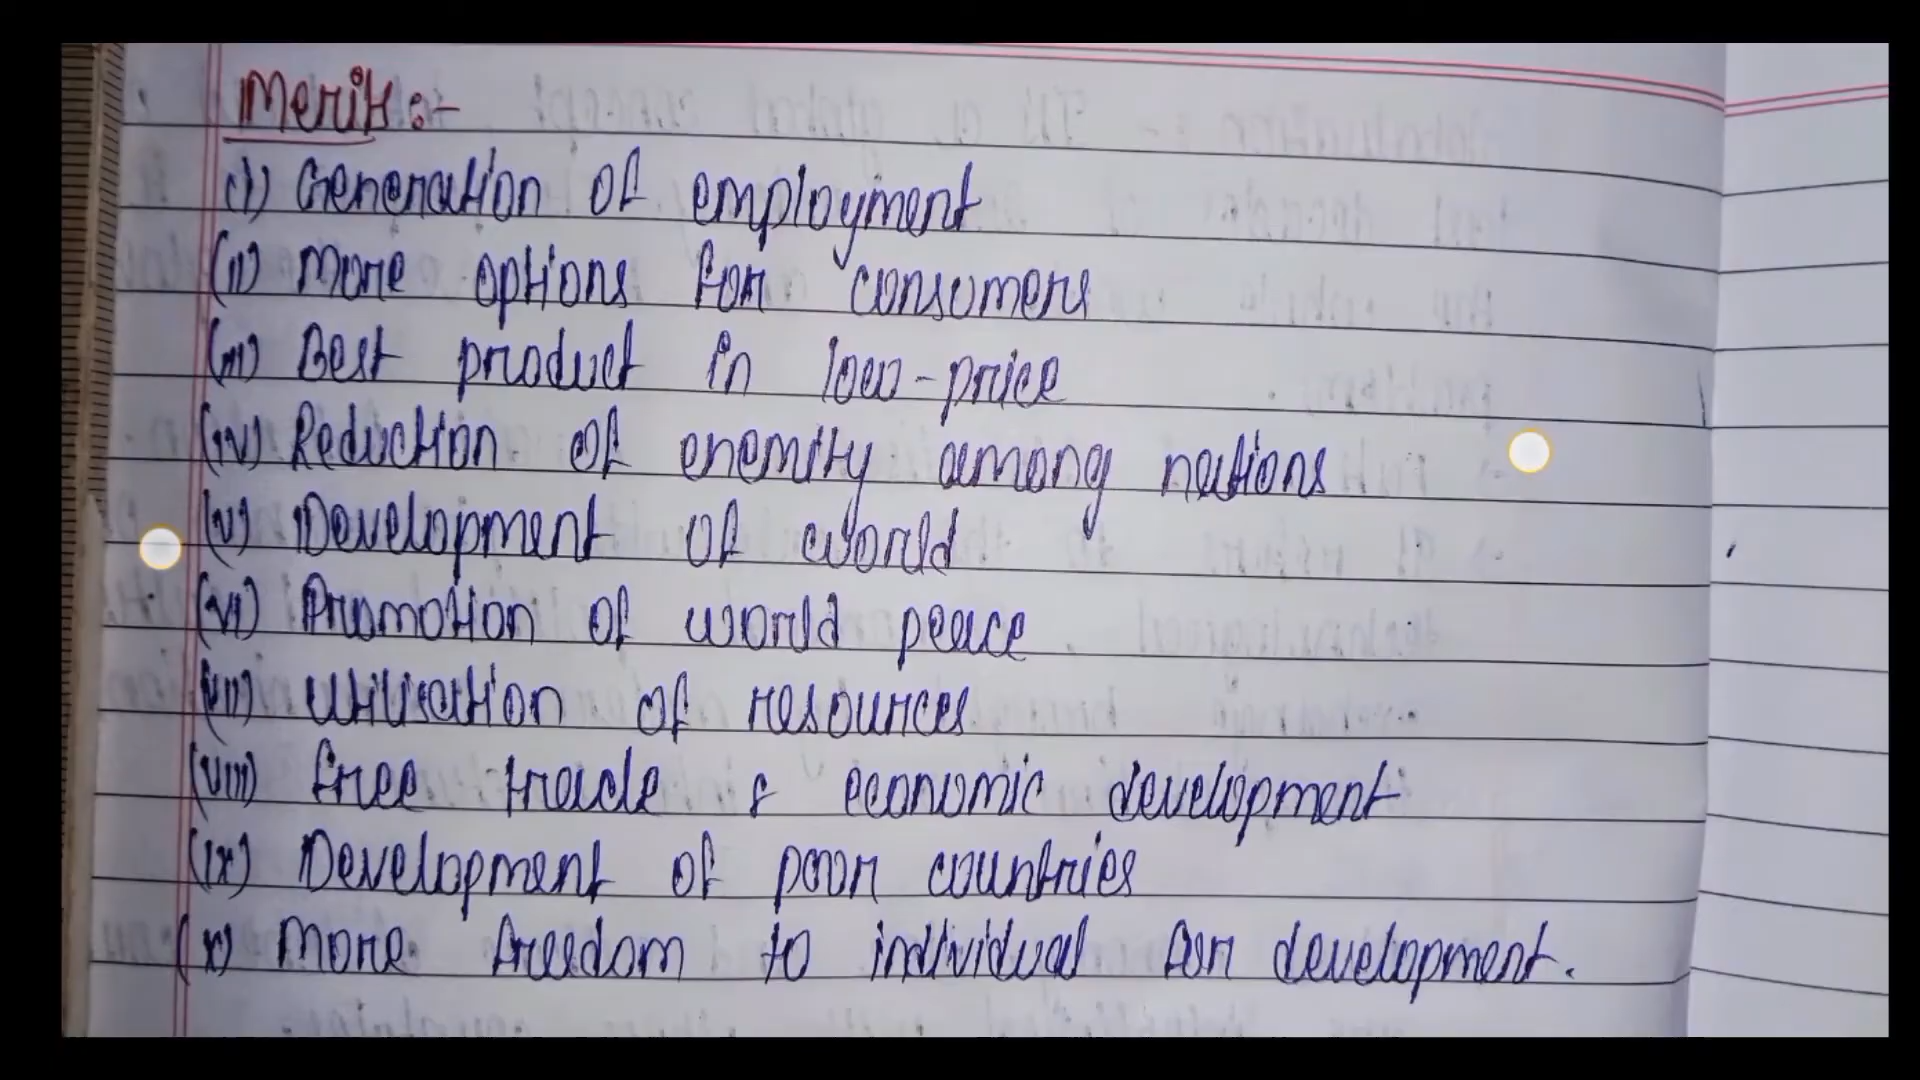 Merits :-
(i) Generation of employment
(ii) More options for consumers
(iii) Best product in low-price
(iv) Reduction of enemity among nations
(v) Development of world
(vi) Promotion of world peace
(vii) Utilisation of resources
(viii) free trade & economic development
(ix) Development of poor countries
(x) More freedom to individual for development.